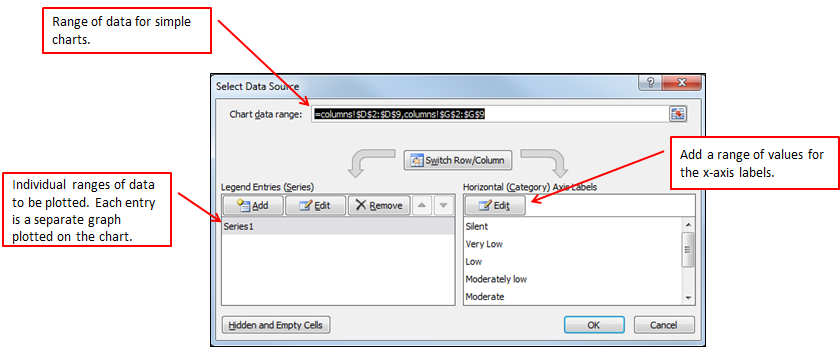 Range of data for simple
charts.
Select Data Source
?
Chart data range:
=columns!$D$2:$D$9,columns!$G$2:$G$9
Switch Row/Column
Add a range of values for
the x-axis labels.
Individual ranges of data
to be plotted. Each entry
is a separate graph
plotted on the chart.
Legend Entries (Series)
Add
Edit
Remove
Series1
Horizontal (Category) Axis Labels
Edit
Silent
Very Low
Low
Moderately low
Moderate
Hidden and Empty Cells
OK
Cancel